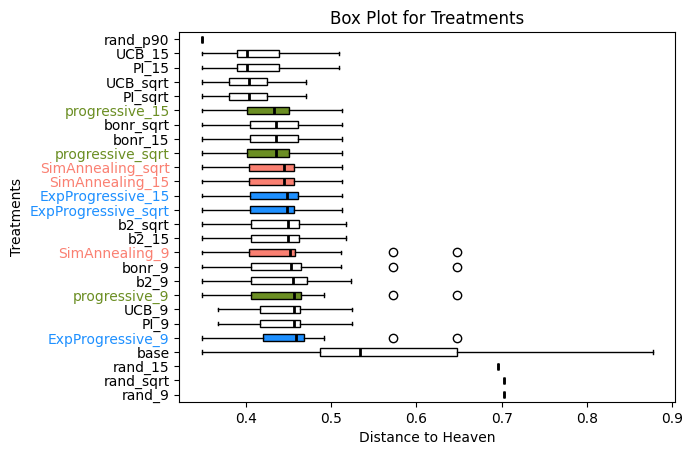 Box Plot for Treatments
Treatments
rand_p90
UCB_15
PI_15
UCB_sqrt
PI_sqrt
progressive_15
bonr_sqrt
bonr_15
progressive_sqrt
SimAnnealing_sqrt
SimAnnealing_15
ExpProgressive_15
ExpProgressive_sqrt
b2_sqrt
b2_15
SimAnnealing_9
bonr_9
b2_9
progressive_9
UCB_9
PI_9
ExpProgressive_9
base
rand_15
rand_sqrt
rand_9
0.4 0.5 0.6 0.7 0.8 0.9
Distance to Heaven